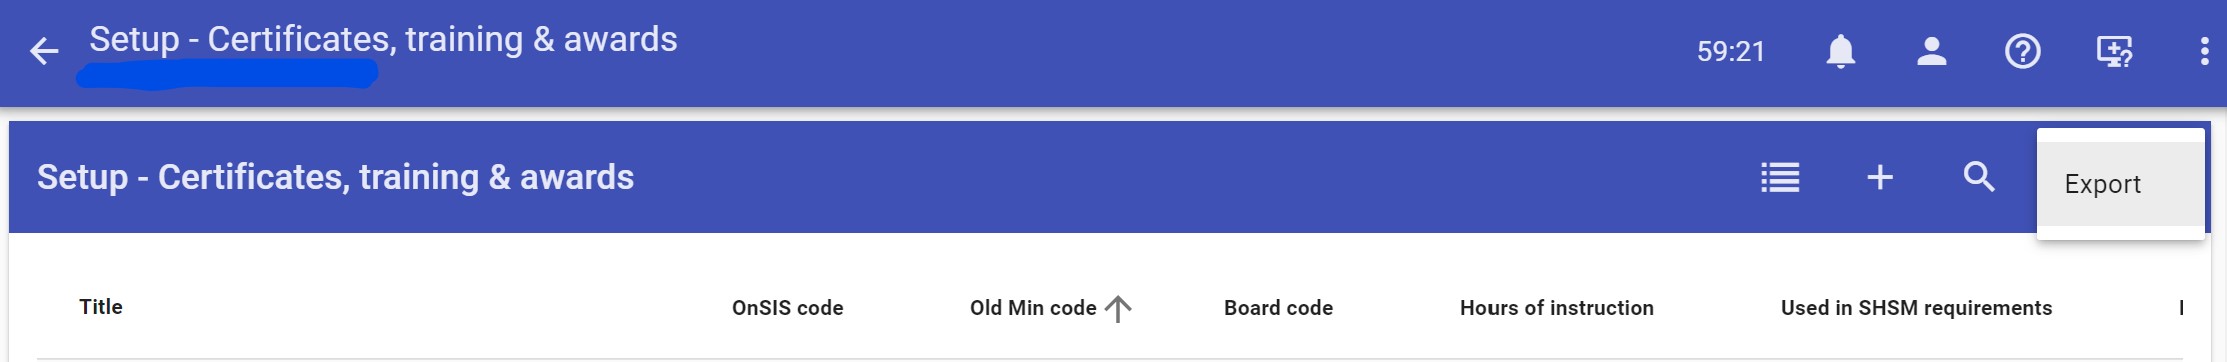 Setup - Certificates, training & awards
59:21
Setup - Certificates, training & awards
Export
Title OnSIS code Old Min code Board code Hours of instruction Used in SHSM requirements